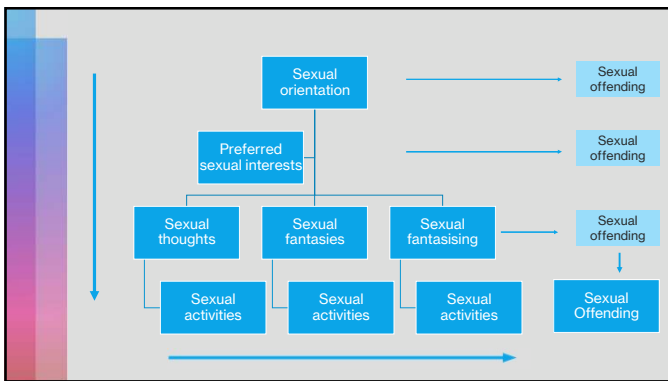 Sexual
orientation
Sexual
offending
Preferred
sexual interests
Sexual
offending
Sexual
thoughts
Sexual
fantasies
Sexual
fantasising
Sexual
offending
Sexual
activities
Sexual
activities
Sexual
activities
Sexual
Offending